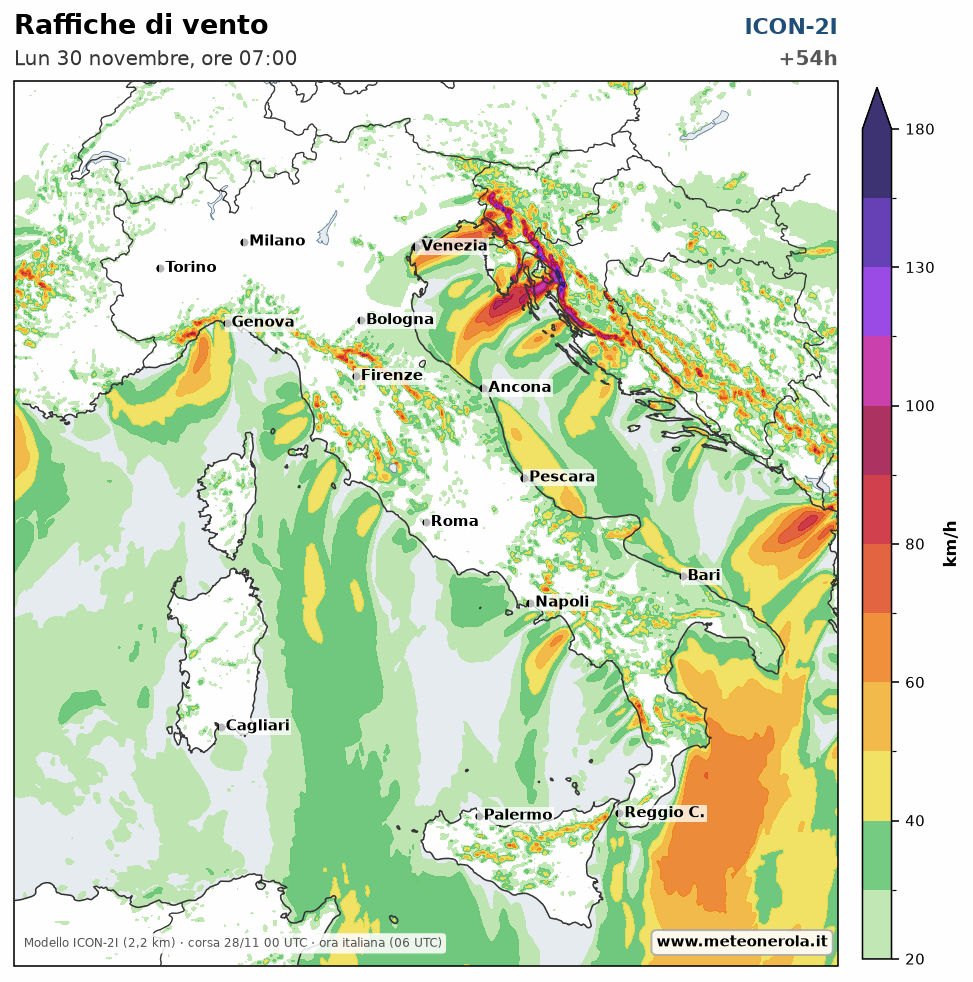 Raffiche di vento
ICON-2I
Lun 30 novembre, ore 07:00
+54h
180
130
100
80
60
40
20
km/h
Milano
Venezia
Torino
Genova
Bologna
Firenze
Ancona
Pescara
Roma
Bari
Napoli
Cagliari
Palermo
Reggio C.
Modello ICON-2I (2,2 km) · corsa 28/11 00 UTC · ora italiana (06 UTC)
www.meteonerola.it